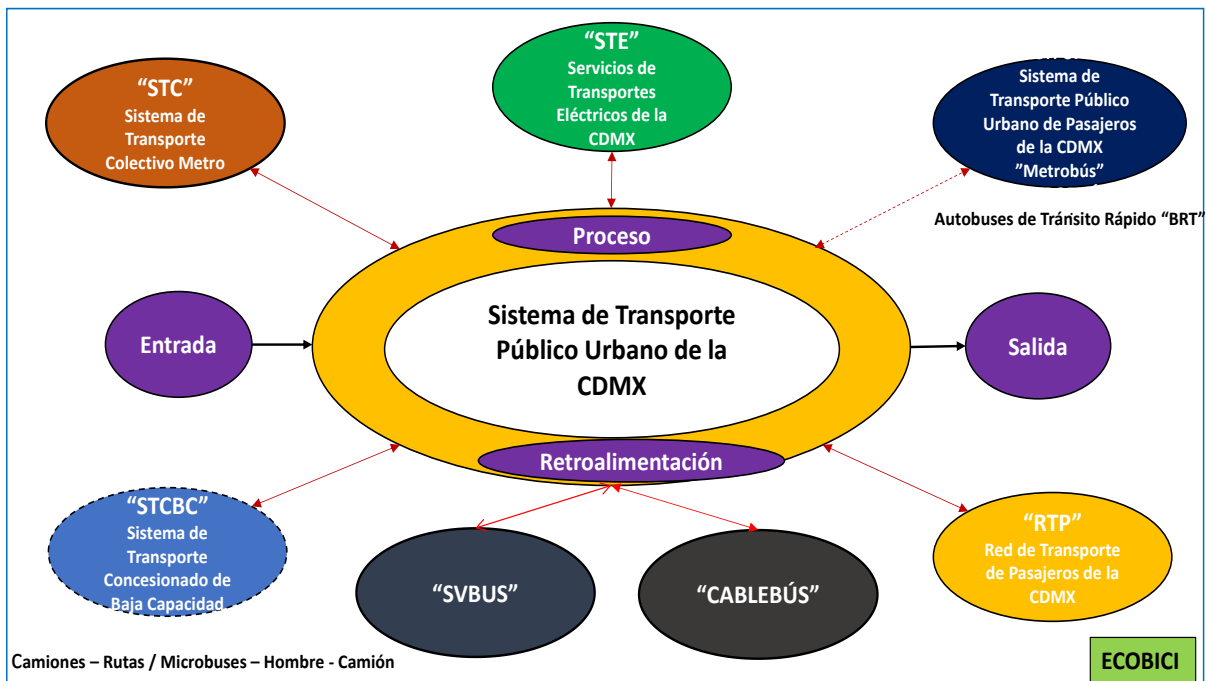 “STC”
Sistema de
Transporte
Colectivo Metro
“STE”
Servicios de
Transportes
Eléctricos de la
CDMX
Sistema de
Transporte Público
Urbano de Pasajeros
de la CDMX
”Metrobús”
Autobuses de Tránsito Rápido “BRT”
Proceso
Entrada
Sistema de Transporte
Público Urbano de la
CDMX
Salida
Retroalimentación
“STCBC”
Sistema de
Transporte
Concesionado de
Baja Capacidad
“SVBUS”
“CABLEBÚS”
“RTP”
Red de Transporte
de Pasajeros de la
CDMX
Camiones – Rutas / Microbuses – Hombre - Camión
ECOBICI